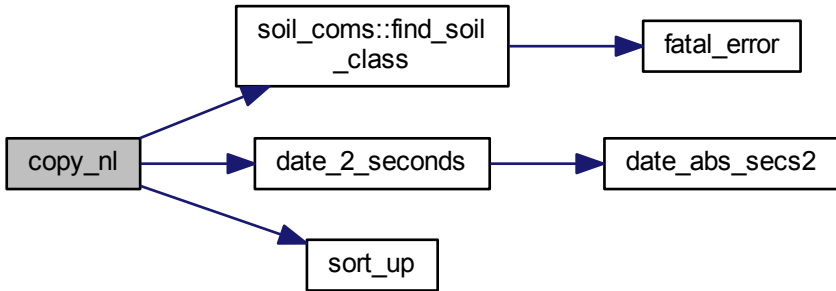 soil_coms::find_soil
_class
fatal_error
copy_nl
date_2_seconds
date_abs_secs2
sort_up